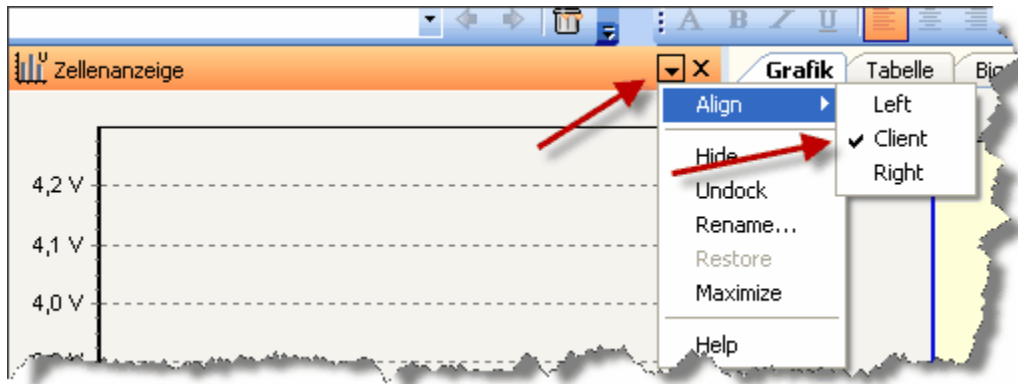 A B Z U
Zellenanzeige
Grafik Tabelle
Align
Left
Client
Right
Hide
Undock
Rename...
Restore
Maximize
Help
4,2 V
4,1 V
4,0 V